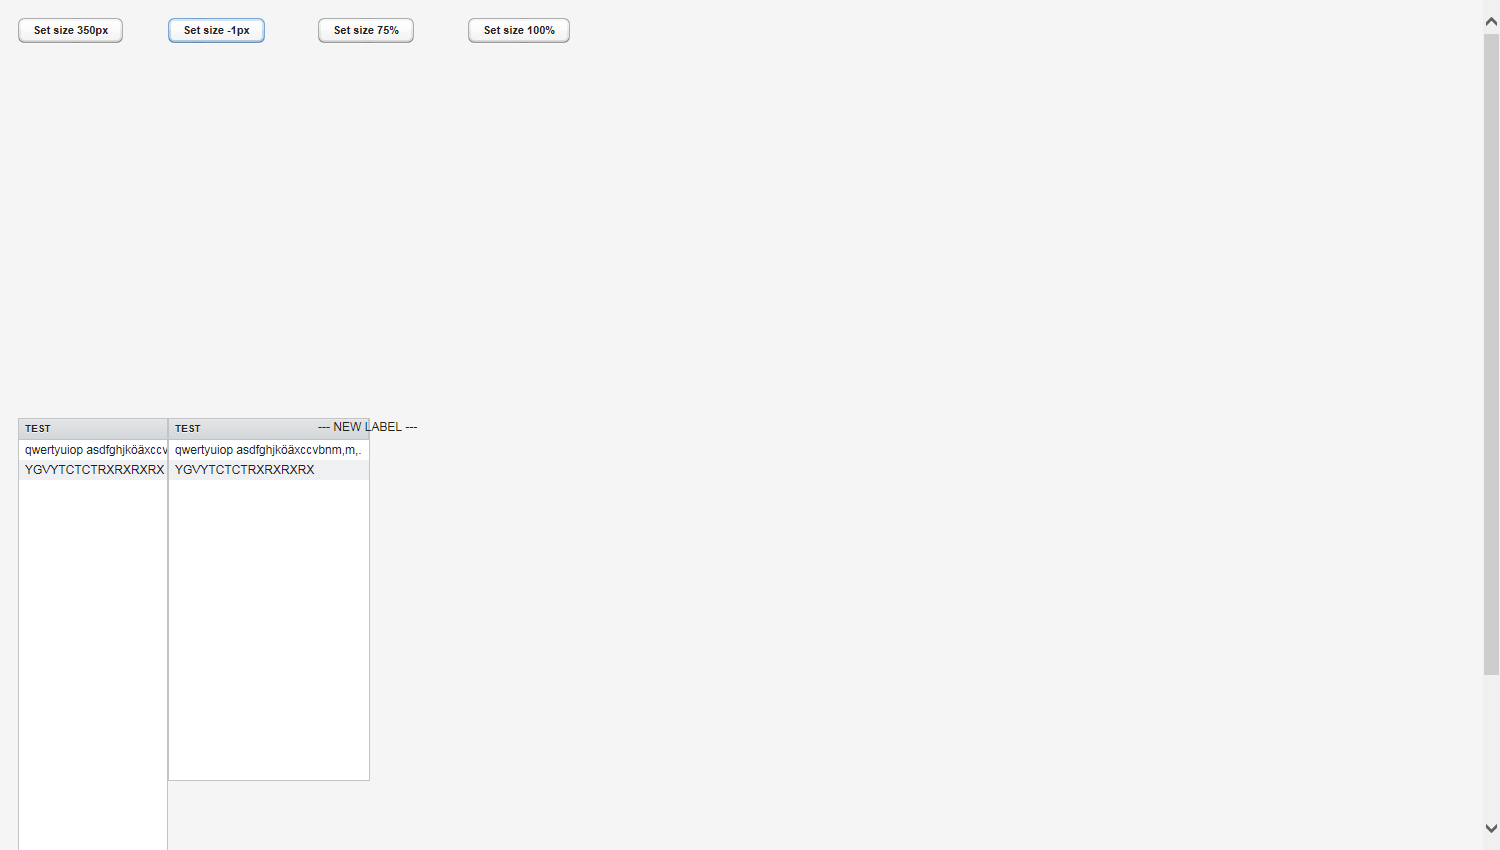 Set size 350px Set size -1px Set size 75% Set size 100%
TEST TEST --- NEW LABEL ---
qwertyuiop asdfghjköäxccv qwertyuiop asdfghjköäxccvbnm,m,.
YGVYTCTCTRXRXRXRX YGVYTCTCTRXRXRXRX